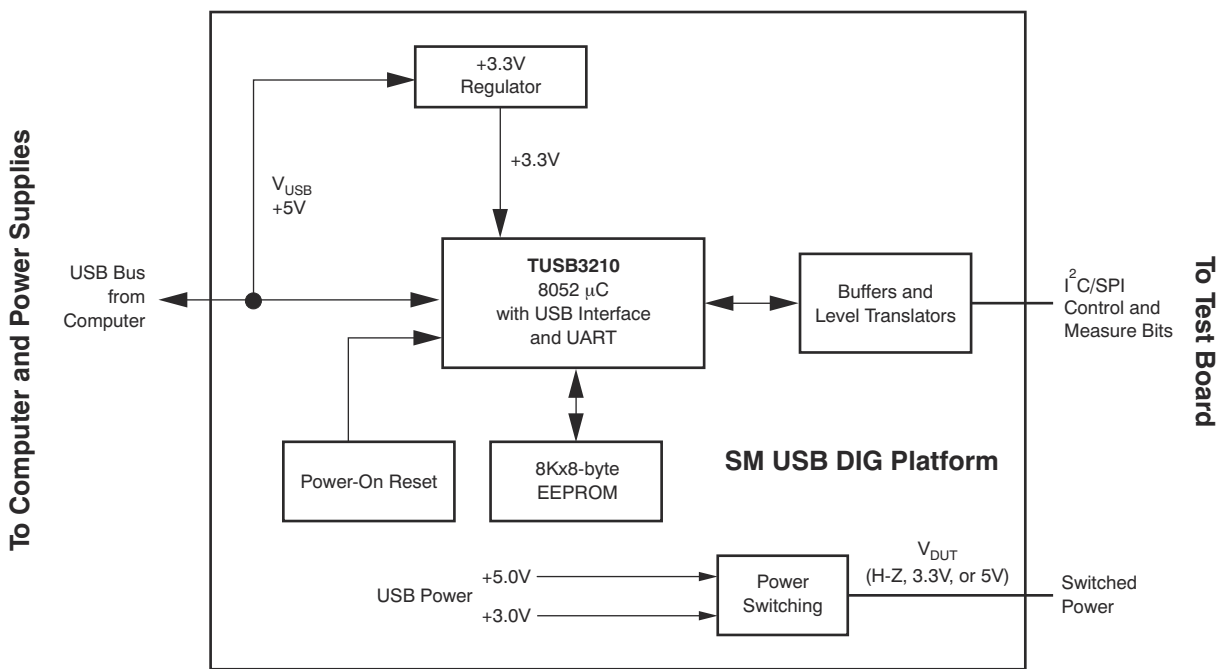 To Computer and Power Supplies
+3.3V
Regulator
+3.3V
VUSB
+5V
USB Bus
from
Computer
TUSB3210
8052 μC
with USB Interface
and UART
Buffers and
Level Translators
I2C/SPI
Control and
Measure Bits
To Test Board
Power-On Reset
8Kx8-byte
EEPROM
SM USB DIG Platform
USB Power
+5.0V
+3.0V
Power
Switching
VDUT
(H-Z, 3.3V, or 5V)
Switched
Power